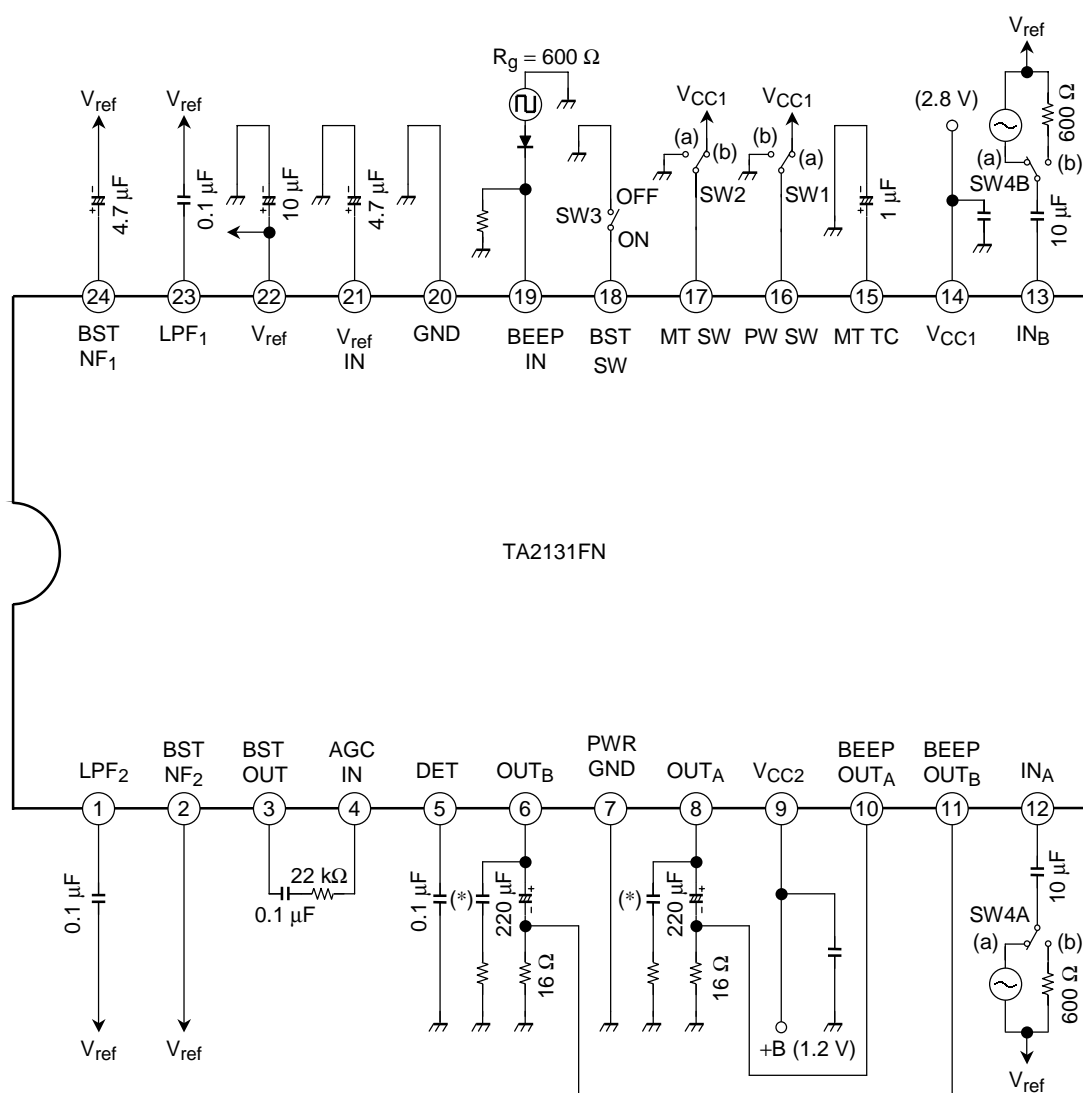 Vref
Rg = 600 Ω
Vref
Vref
VCC1
VCC1
(2.8 V)
600 Ω
(a)
(b)
(b)
(a)
(a)
(b)
+ -
4.7 μF
0.1 μF
+ -
10 μF
+ -
4.7 μF
SW3
OFF
ON
SW2
SW1
+ -
1 μF
SW4B
10 μF
24 23 22 21 20 19 18 17 16 15 14 13
BST NF1
LPF1
Vref
Vref IN
GND
BEEP IN
BST SW
MT SW
PW SW
MT TC
VCC1
INB
TA2131FN
LPF2
BST NF2
BST OUT
AGC IN
DET
OUTB
PWR GND
OUTA
VCC2
BEEP OUTA
BEEP OUTB
INA
1 2 3 4 5 6 7 8 9 10 11 12
0.1 μF
22 kΩ
0.1 μF
0.1 μF
(*)
220 μF
+ -
(*)
220 μF
+ -
10 μF
SW4A
(a)
(b)
16 Ω
16 Ω
600 Ω
Vref
Vref
+B (1.2 V)
Vref